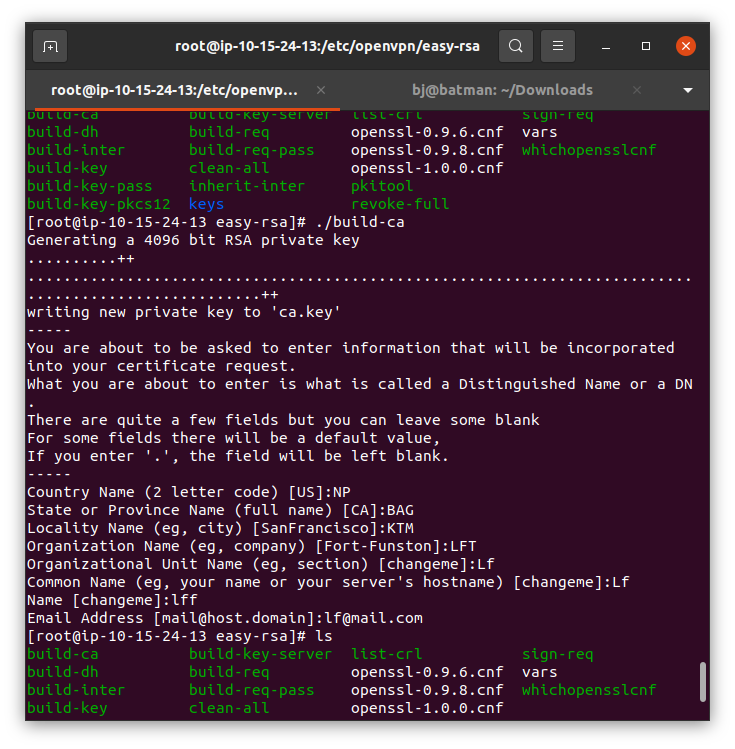 root@ip-10-15-24-13:/etc/openvpn/easy-rsa
root@ip-10-15-24-13:/etc/openvp... × bj@batman: ~/Downloads ×
build-ca build-key-server list-crl sign-req
build-dh build-req openssl-0.9.6.cnf vars
build-inter build-req-pass openssl-0.9.8.cnf whichopensslcnf
build-key clean-all openssl-1.0.0.cnf
build-key-pass inherit-inter pkitool
build-key-pkcs12 keys revoke-full
[root@ip-10-15-24-13 easy-rsa]# ./build-ca
Generating a 4096 bit RSA private key
..........++
..........................................................................
..........................++
writing new private key to 'ca.key'
-----
You are about to be asked to enter information that will be incorporated
into your certificate request.
What you are about to enter is what is called a Distinguished Name or a DN
.
There are quite a few fields but you can leave some blank
For some fields there will be a default value,
If you enter '.', the field will be left blank.
-----
Country Name (2 letter code) [US]:NP
State or Province Name (full name) [CA]:BAG
Locality Name (eg, city) [SanFrancisco]:KTM
Organization Name (eg, company) [Fort-Funston]:LFT
Organizational Unit Name (eg, section) [changeme]:Lf
Common Name (eg, your name or your server's hostname) [changeme]:Lf
Name [changeme]:lff
Email Address [mail@host.domain]:lf@mail.com
[root@ip-10-15-24-13 easy-rsa]# ls
build-ca build-key-server list-crl sign-req
build-dh build-req openssl-0.9.6.cnf vars
build-inter build-req-pass openssl-0.9.8.cnf whichopensslcnf
build-key clean-all openssl-1.0.0.cnf